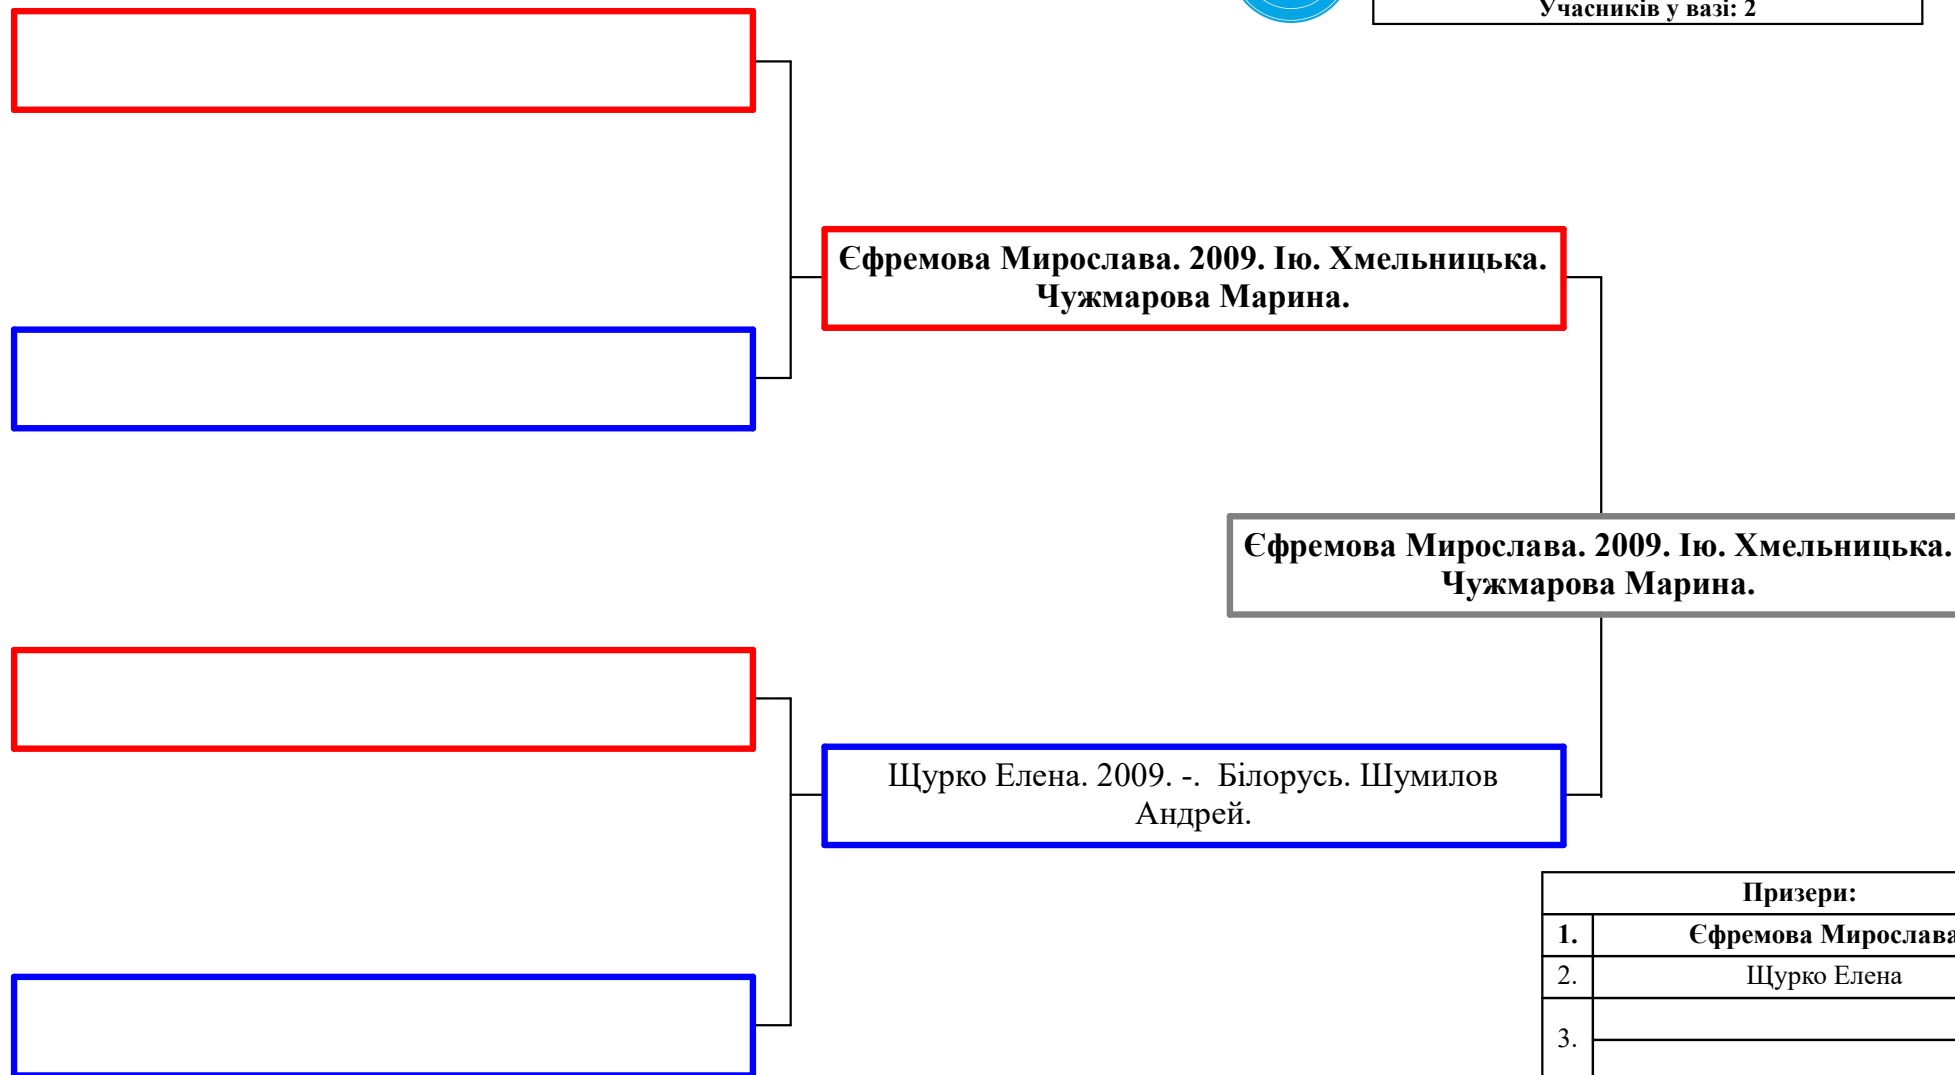 Учасників у вазі: 2
Єфремова Мирослава. 2009. Ію. Хмельницька.
Чужмарова Марина.
Єфремова Мирослава. 2009. Ію. Хмельницька.
Чужмарова Марина.
Щурко Елена. 2009. -. Білорусь. Шумилов
Андрей.
Призери:
1. Єфремова Мирослава
2. Щурко Елена
3.